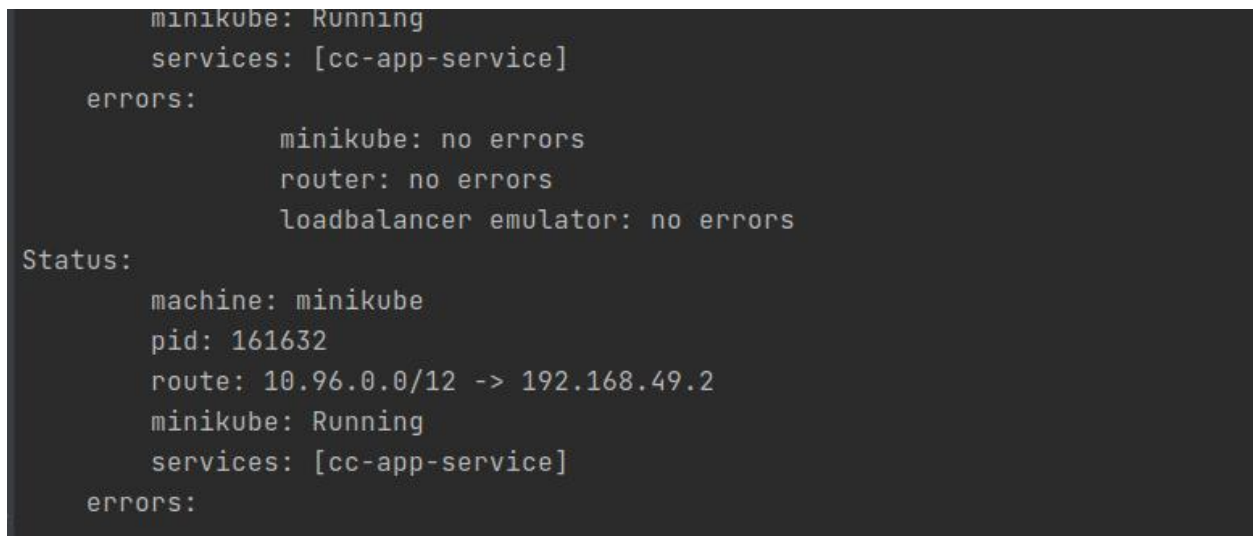 minikube: Running
services: [cc-app-service]
errors:
minikube: no errors
router: no errors
loadbalancer emulator: no errors
Status:
machine: minikube
pid: 161632
route: 10.96.0.0/12 -> 192.168.49.2
minikube: Running
services: [cc-app-service]
errors: